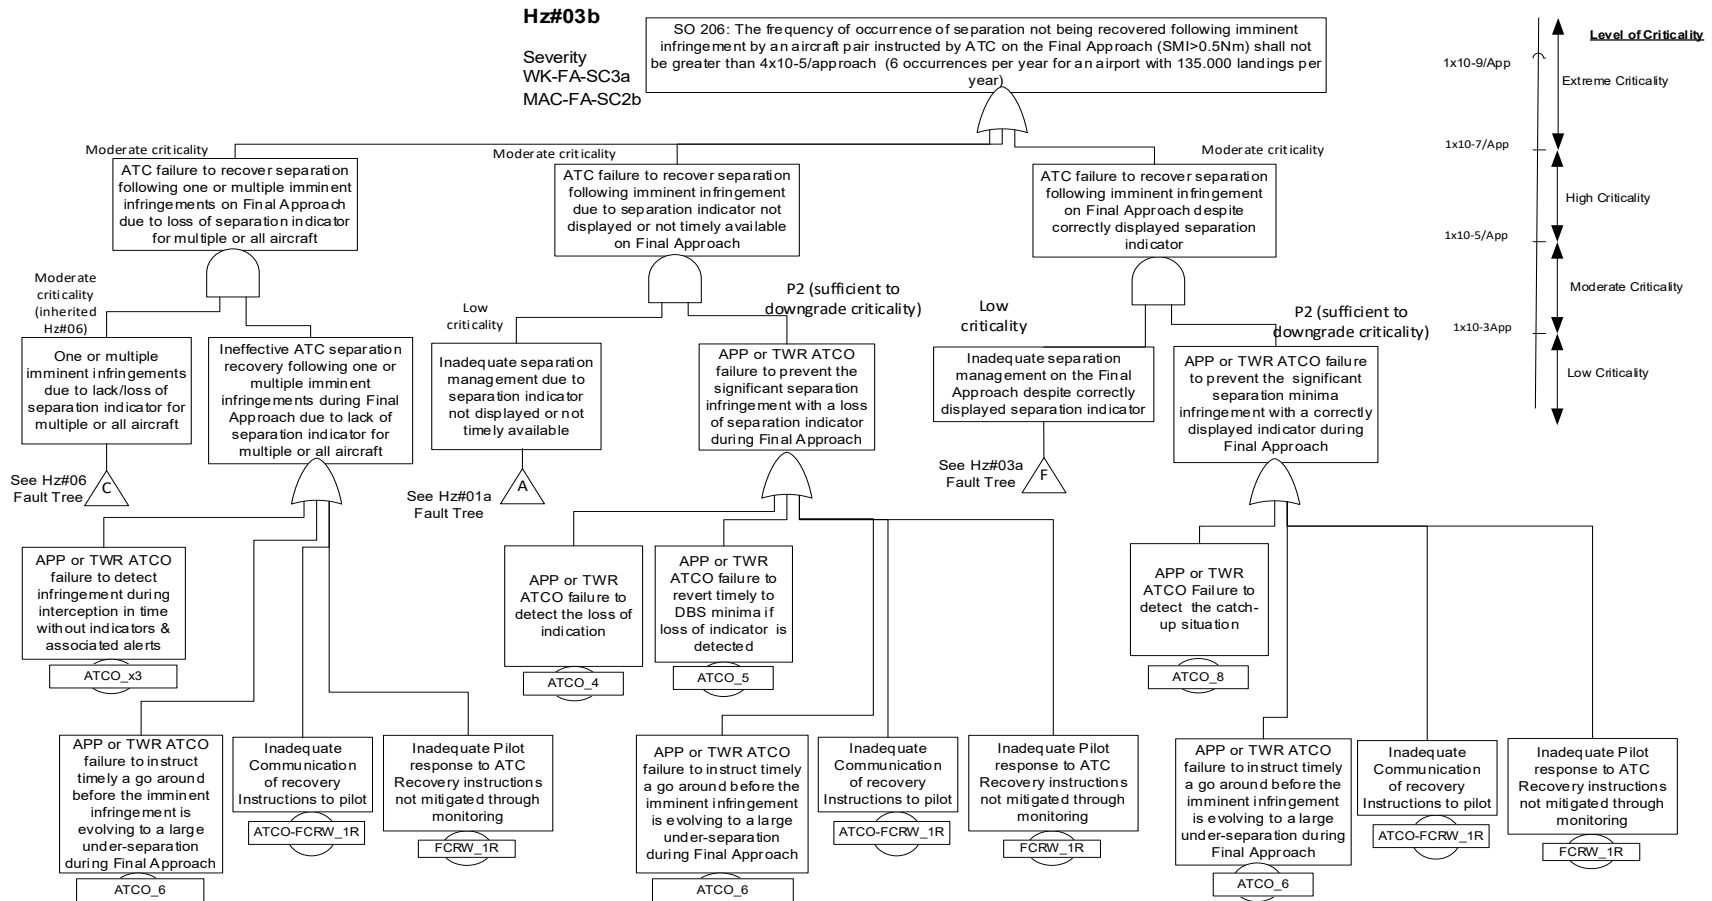 Hz#03b
Severity
WK-FA-SC3a
MAC-FA-SC2b
SO 206: The frequency of occurrence of separation not being recovered following imminent
infringement by an aircraft pair instructed by ATC on the Final Approach (SMI>0.5Nm) shall not
be greater than 4x10-5/approach (6 occurrences per year for an airport with 135.000 landings per
year)
Level of Criticality
1x10-9/App
Extreme Criticality
1x10-7/App
High Criticality
1x10-5/App
Moderate Criticality
1x10-3App
Low Criticality
Moderate criticality
ATC failure to recover separation
following one or multiple imminent
infringements on Final Approach
due to loss of separation indicator
for multiple or all aircraft
Moderate criticality
ATC failure to recover separation
following imminent infringement
due to separation indicator not
displayed or not timely available
on Final Approach
Moderate criticality
ATC failure to recover separation
following imminent infringement
on Final Approach despite
correctly displayed separation
indicator
Moderate
criticality
(inherited
Hz#06)
One or multiple
imminent infringements
due to lack/loss of
separation indicator for
multiple or all aircraft
See Hz#06
Fault Tree
C
Ineffective ATC separation
recovery following one or
multiple imminent
infringements during Final
Approach due to lack of
separation indicator for
multiple or all aircraft
Low
criticality
Inadequate separation
management due to
separation indicator
not displayed or not
timely available
See Hz#01a
Fault Tree
A
P2 (sufficient to
downgrade criticality)
APP or TWR ATCO
failure to prevent the
significant separation
infringement with a loss
of separation indicator
during Final Approach
Low
criticality
Inadequate separation
management on the Final
Approach despite correctly
displayed separation indicator
See Hz#03a
Fault Tree
F
P2 (sufficient to
downgrade criticality)
APP or TWR ATCO failure
to prevent the significant
separation minima
infringement with a correctly
displayed indicator during
Final Approach
APP or TWR ATCO
failure to detect
infringement during
interception in time
without indicators &
associated alerts
ATCO_x3
APP or TWR
ATCO failure to
detect the loss of
indication
ATCO_4
APP or TWR
ATCO failure to
revert timely to
DBS minima if
loss of indicator is
detected
ATCO_5
APP or TWR
ATCO Failure to
detect the catch-
up situation
ATCO_8
APP or TWR ATCO
failure to instruct
timely a go around
before the imminent
infringement is
evolving to a large
under-separation
during Final Approach
ATCO_6
Inadequate
Communication
of recovery
Instructions to pilot
ATCO-FCRW_1R
Inadequate Pilot
response to ATC
Recovery instructions
not mitigated through
monitoring
FCRW_1R
APP or TWR ATCO
failure to instruct timely
a go around before the
imminent infringement
is evolving to a large
under-separation
during Final Approach
ATCO_6
Inadequate
Communication
of recovery
Instructions to pilot
ATCO-FCRW_1R
Inadequate Pilot
response to ATC
Recovery instructions
not mitigated through
monitoring
FCRW_1R
APP or TWR ATCO
failure to instruct timely
a go around before the
imminent infringement
is evolving to a large
under-separation during
Final Approach
ATCO_6
Inadequate
Communication
of recovery
Instructions to pilot
ATCO-FCRW_1R
Inadequate Pilot
response to ATC
Recovery instructions
not mitigated through
monitoring
FCRW_1R